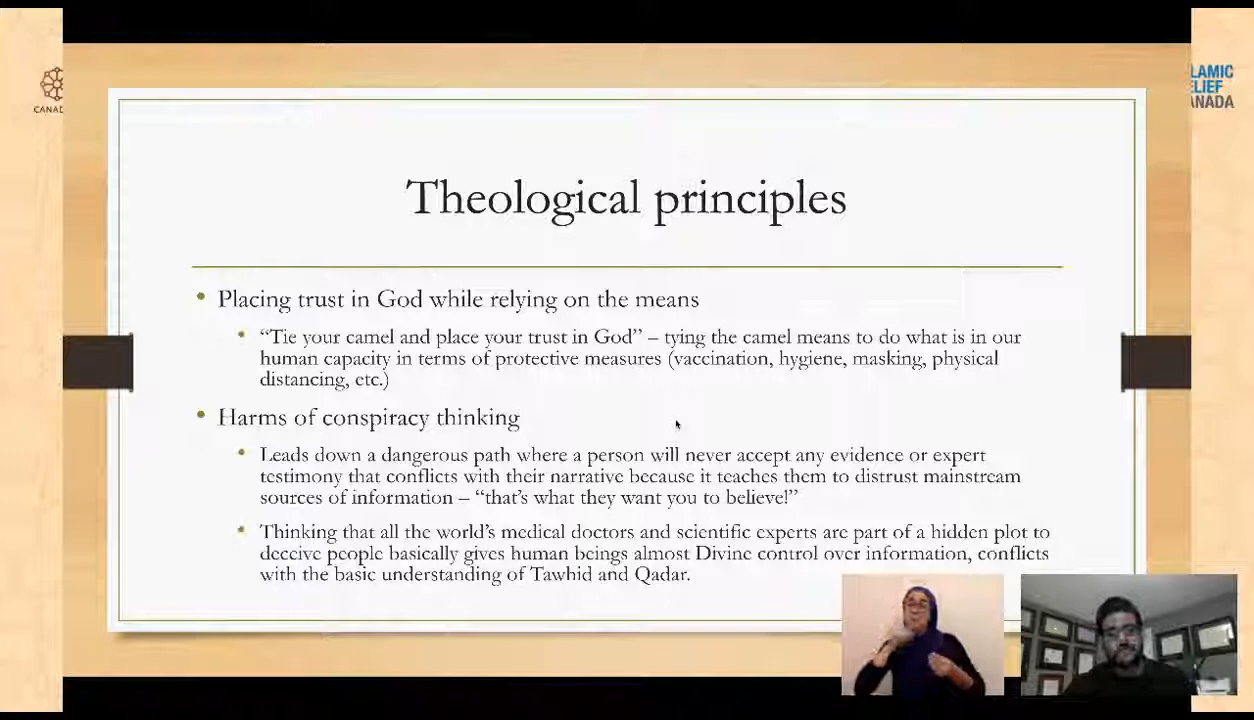 CANAD
LAMIC
ELIEF
ANADA
Theological principles
• Placing trust in God while relying on the means
• “Tie your camel and place your trust in God” – tying the camel means to do what is in our
human capacity in terms of protective measures (vaccination, hygiene, masking, physical
distancing, etc.)
• Harms of conspiracy thinking
• Leads down a dangerous path where a person will never accept any evidence or expert
testimony that conflicts with their narrative because it teaches them to distrust mainstream
sources of information – “that’s what they want you to believe!”
• Thinking that all the world’s medical doctors and scientific experts are part of a hidden plot to
deceive people basically gives human beings almost Divine control over information, conflicts
with the basic understanding of Tawhid and Qadar.